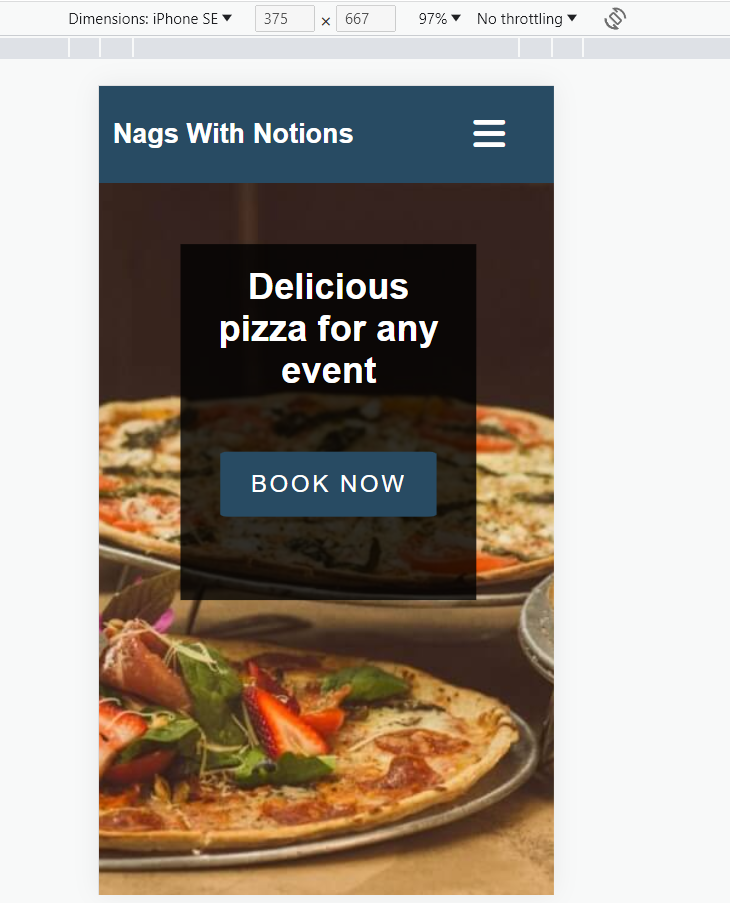 Dimensions: iPhone SE 375 × 667 97% No throttling
Nags With Notions
Delicious
pizza for any
event
BOOK NOW